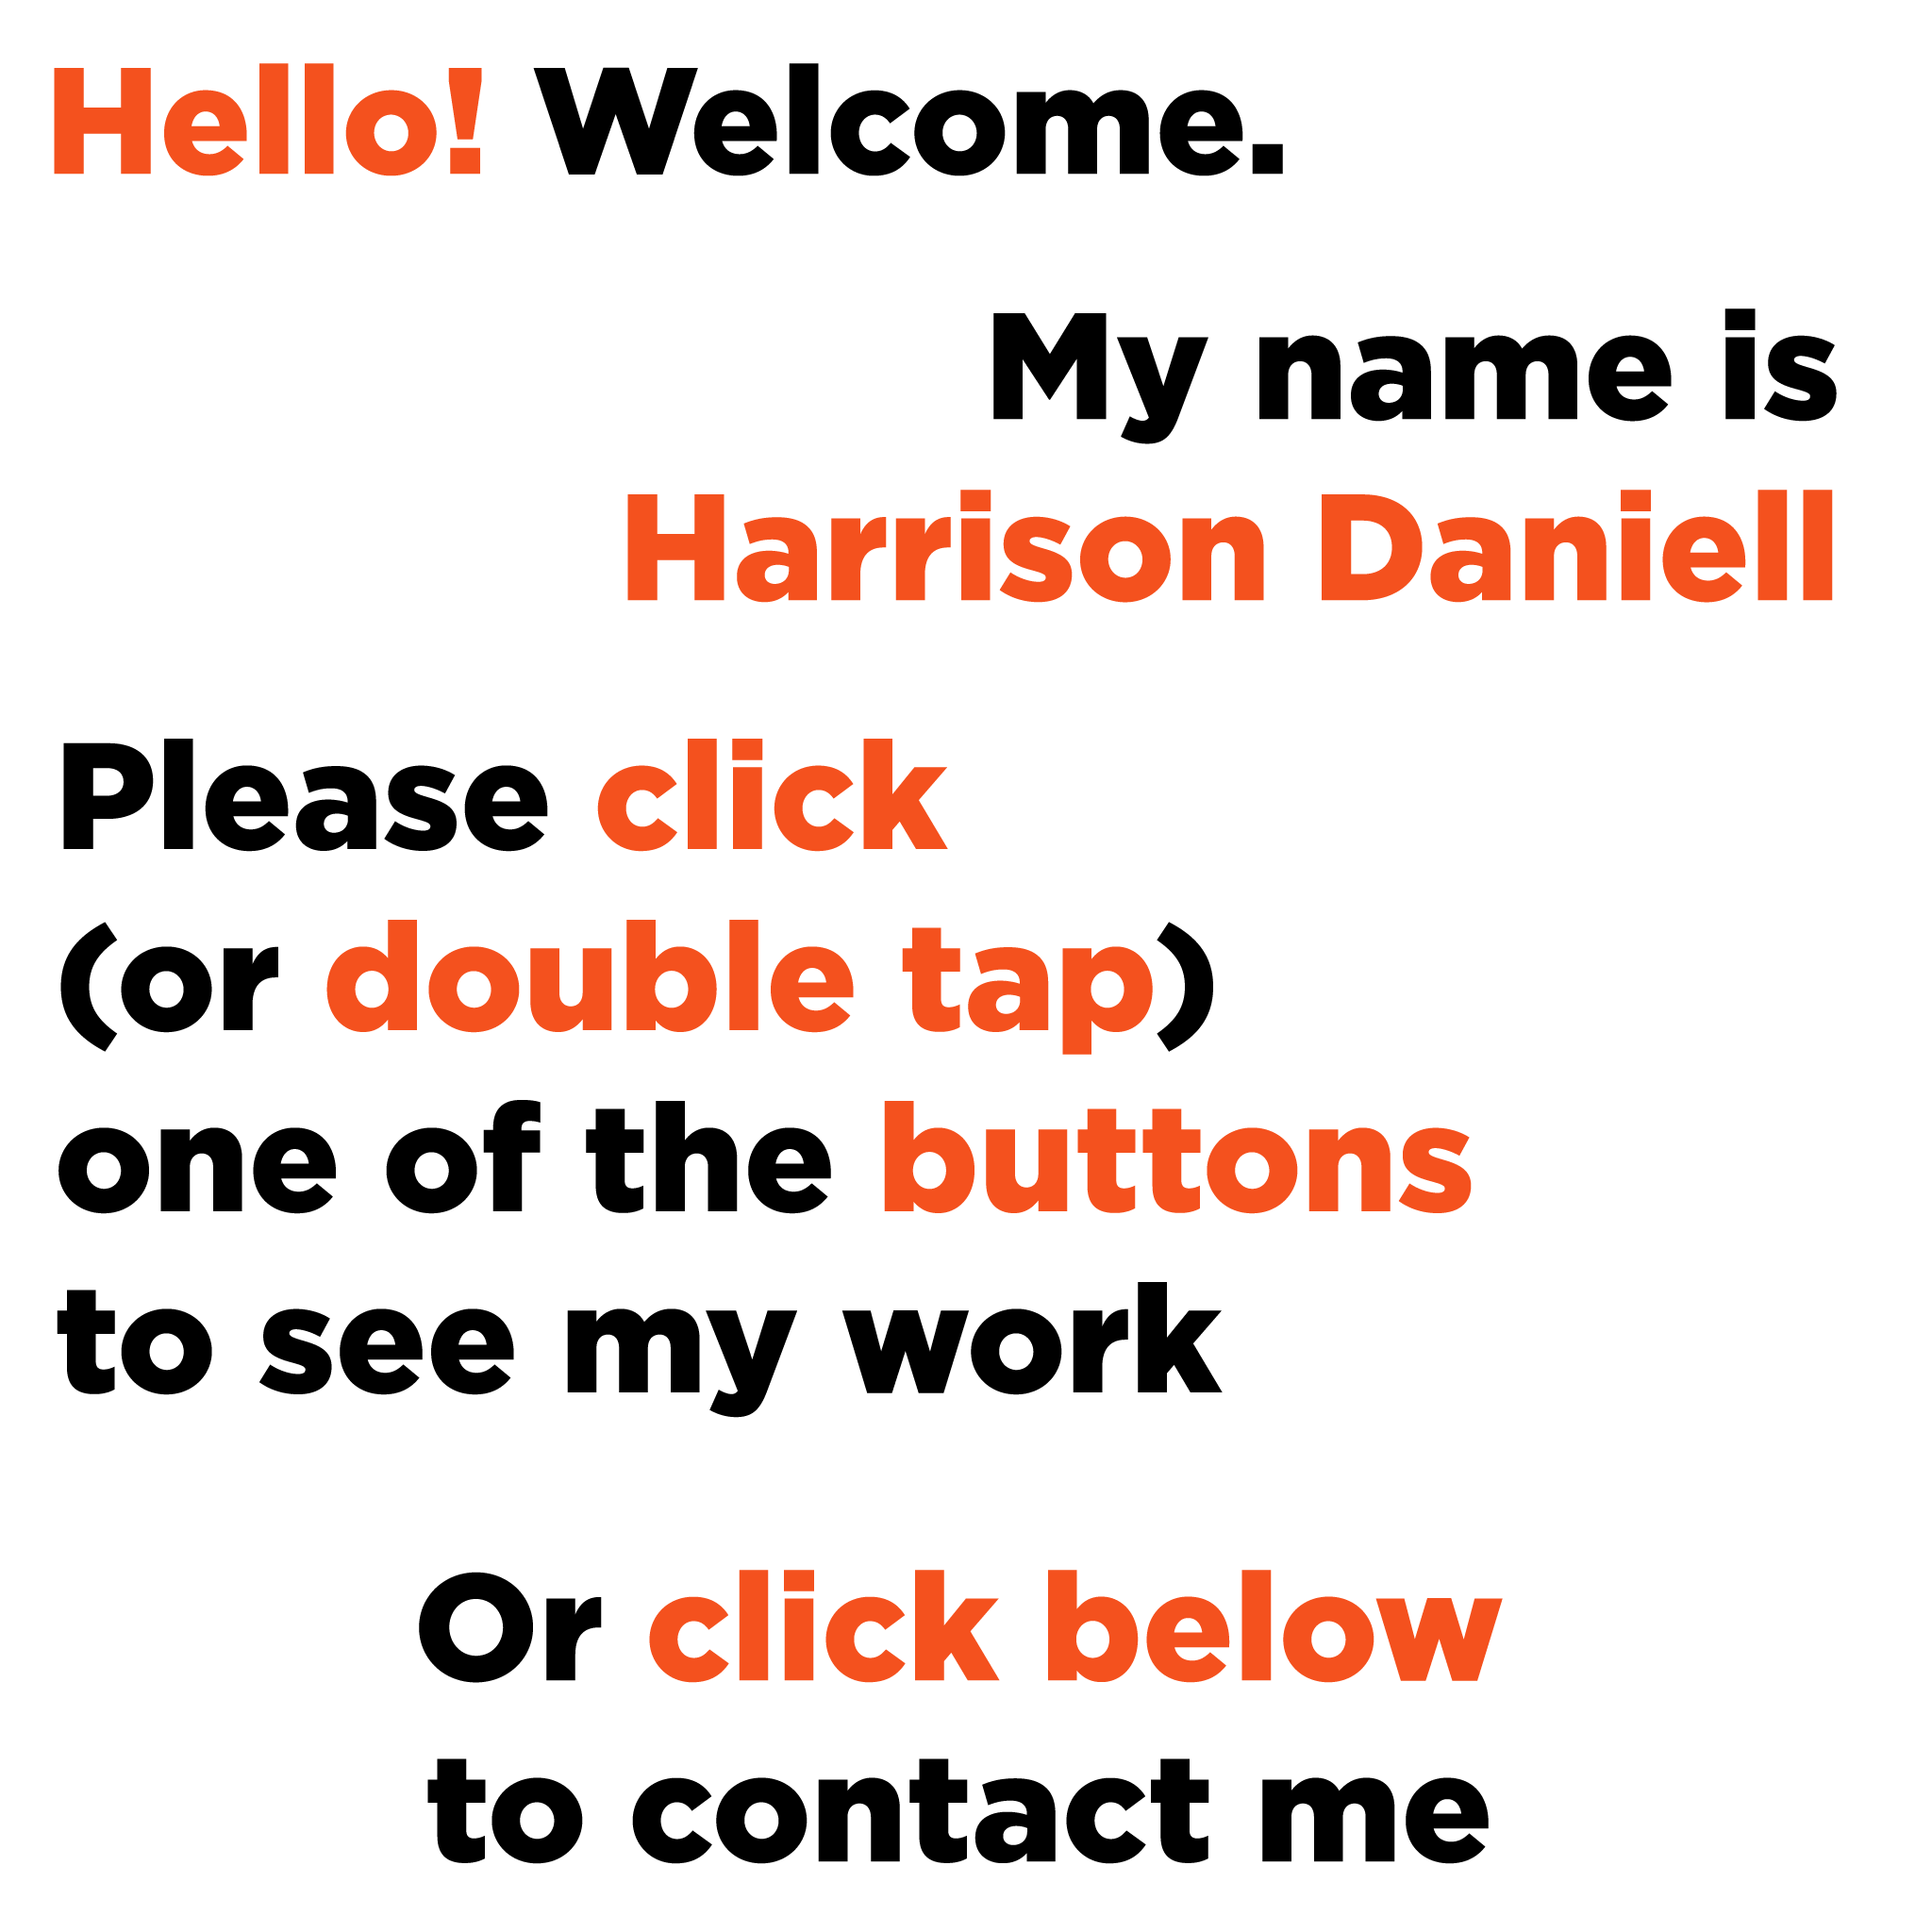 Hello! Welcome.
My name is
Harrison Daniell
Please click
(or double tap)
one of the buttons
to see my work
Or click below
to contact me